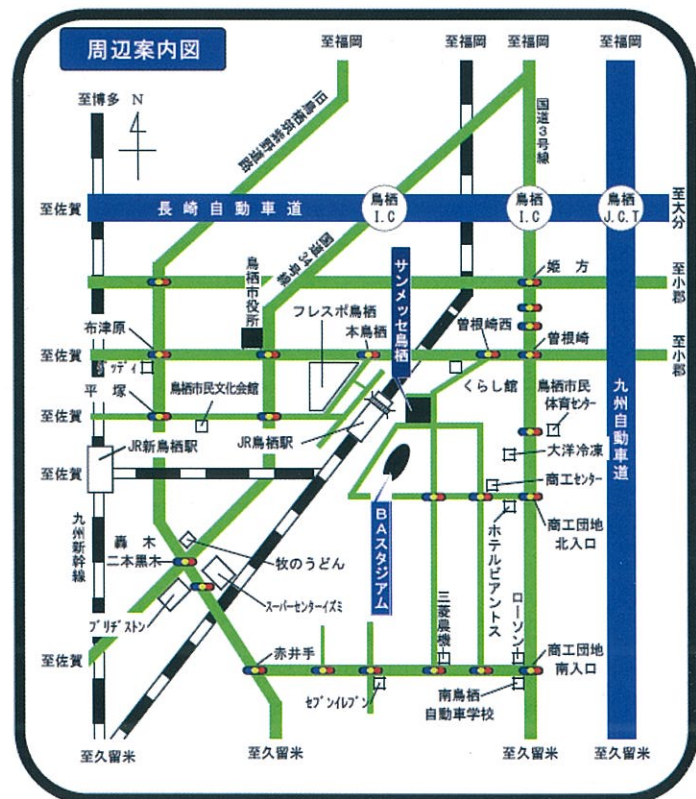 周辺案内図
至福岡
至福岡
至福岡
至福岡
至博多
N
旧鳥栖筑紫野道路
国道3号線
至佐賀
長崎自動車道
鳥栖
I.C
鳥栖
I.C
鳥栖
J.C.T
至大分
国道34号線
鳥栖市役所
サンメッセ鳥栖
姫方
至小郡
布津原
フレスポ鳥栖
本鳥栖
曽根崎西
曽根崎
至小郡
至佐賀
グッディ
くらし館
九州自動車道
平塚
鳥栖市民文化会館
鳥栖市民
体育センター
至佐賀
JR新鳥栖駅
JR鳥栖駅
大洋冷凍
至佐賀
商工センター
九州新幹線
BAスタジアム
ホテルビアントス
商工団地
北入口
轟木
二本黒木
牧のうどん
スーパーセンターイズミ
ブリヂストン
三菱農機
ローソン
至佐賀
赤井手
商工団地
南入口
セブンイレブン
南鳥栖
自動車学校
至久留米
至久留米
至久留米
至久留米